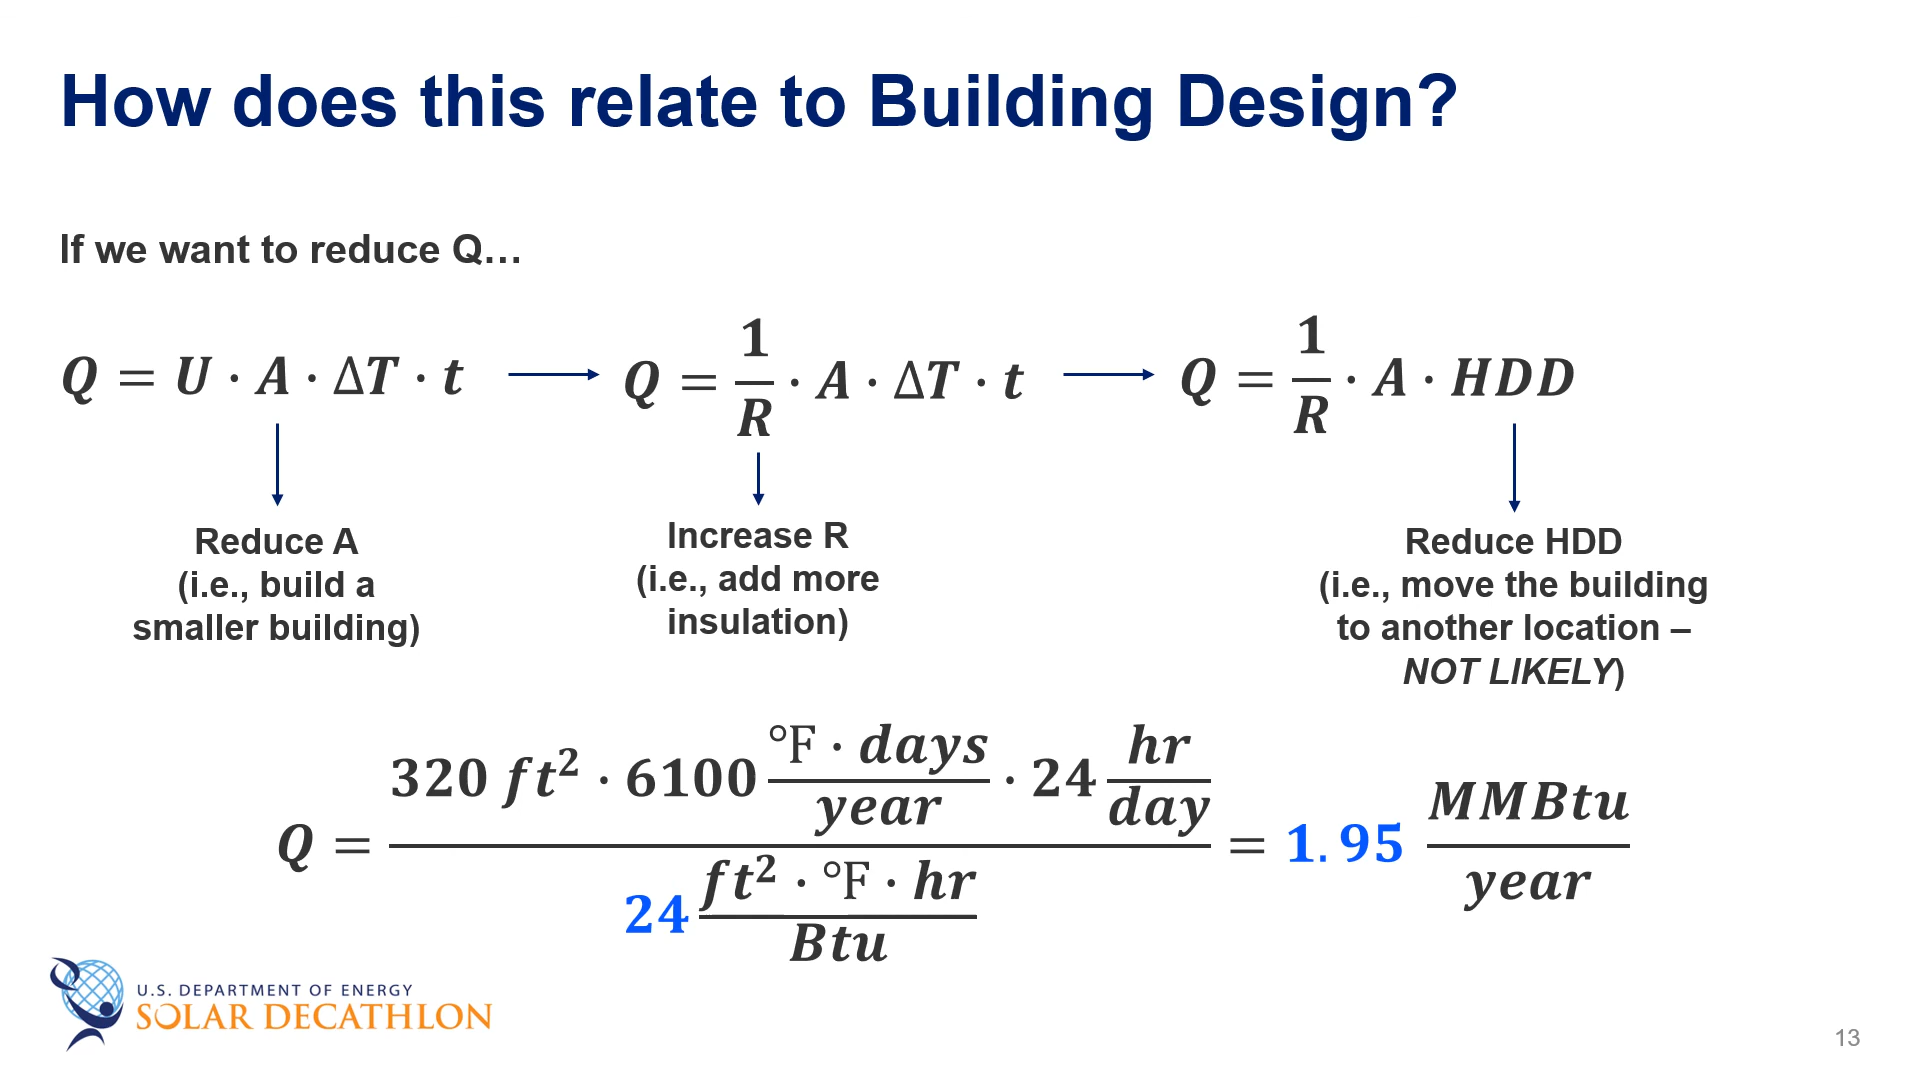 How does this relate to Building Design?
If we want to reduce Q…
Q = U · A · ΔT · t
Q = 1/R · A · ΔT · t
Q = 1/R · A · HDD
Reduce A
(i.e., build a
smaller building)
Increase R
(i.e., add more
insulation)
Reduce HDD
(i.e., move the building
to another location –
NOT LIKELY)
Q = (320 ft² · 6100 (°F · days)/year · 24 hr/day) / (24 (ft² · °F · hr)/Btu) = 1.95 MMBtu/year
U.S. DEPARTMENT OF ENERGY
SOLAR DECATHLON
13